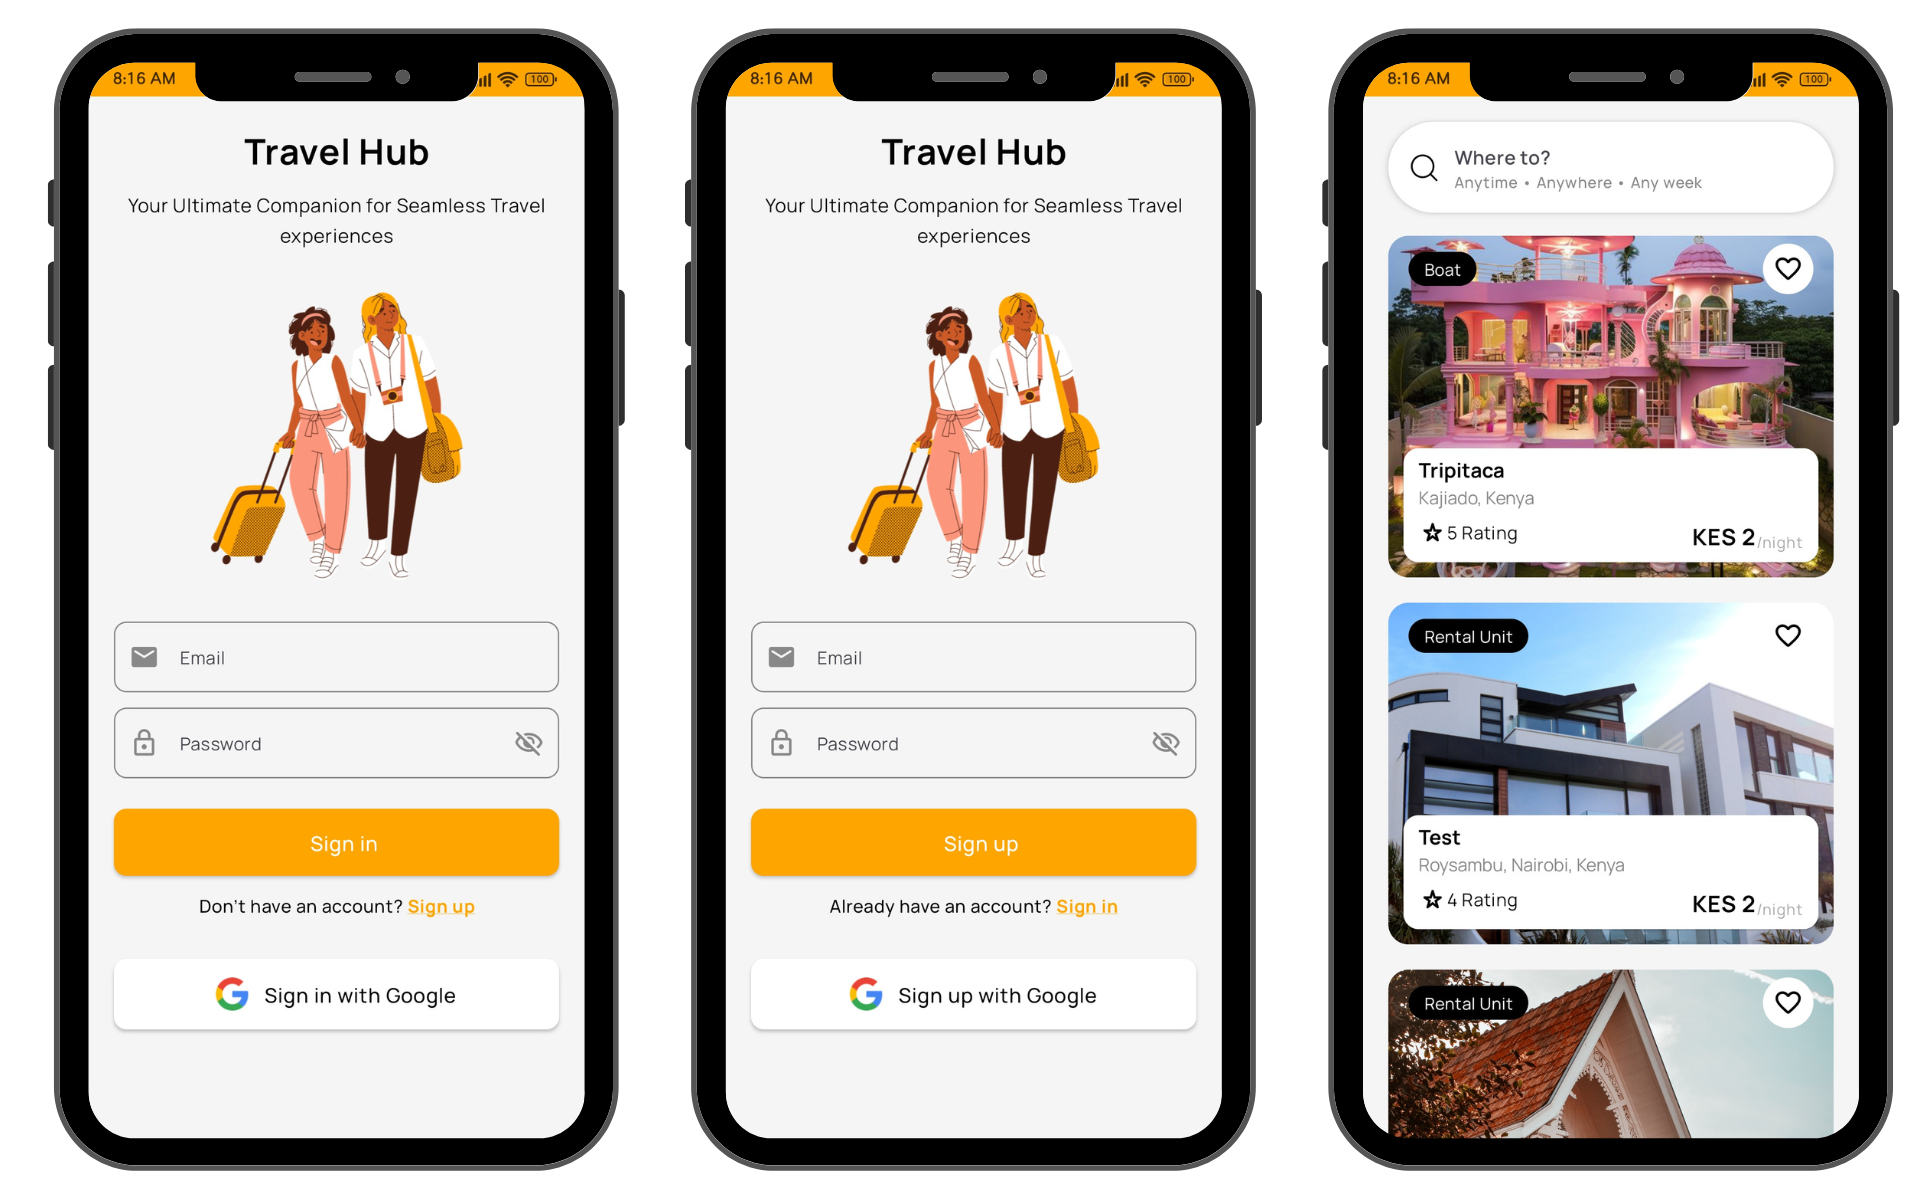 8:16 AM
100
Travel Hub
Your Ultimate Companion for Seamless Travel
experiences
Email
Password
Sign in
Don't have an account? Sign up
Sign in with Google
8:16 AM
100
Travel Hub
Your Ultimate Companion for Seamless Travel
experiences
Email
Password
Sign up
Already have an account? Sign in
Sign up with Google
8:16 AM
100
Where to?
Anytime • Anywhere • Any week
Boat
Tripitaca
Kajiado, Kenya
5 Rating
KES 2/night
Rental Unit
Test
Roysambu, Nairobi, Kenya
4 Rating
KES 2/night
Rental Unit